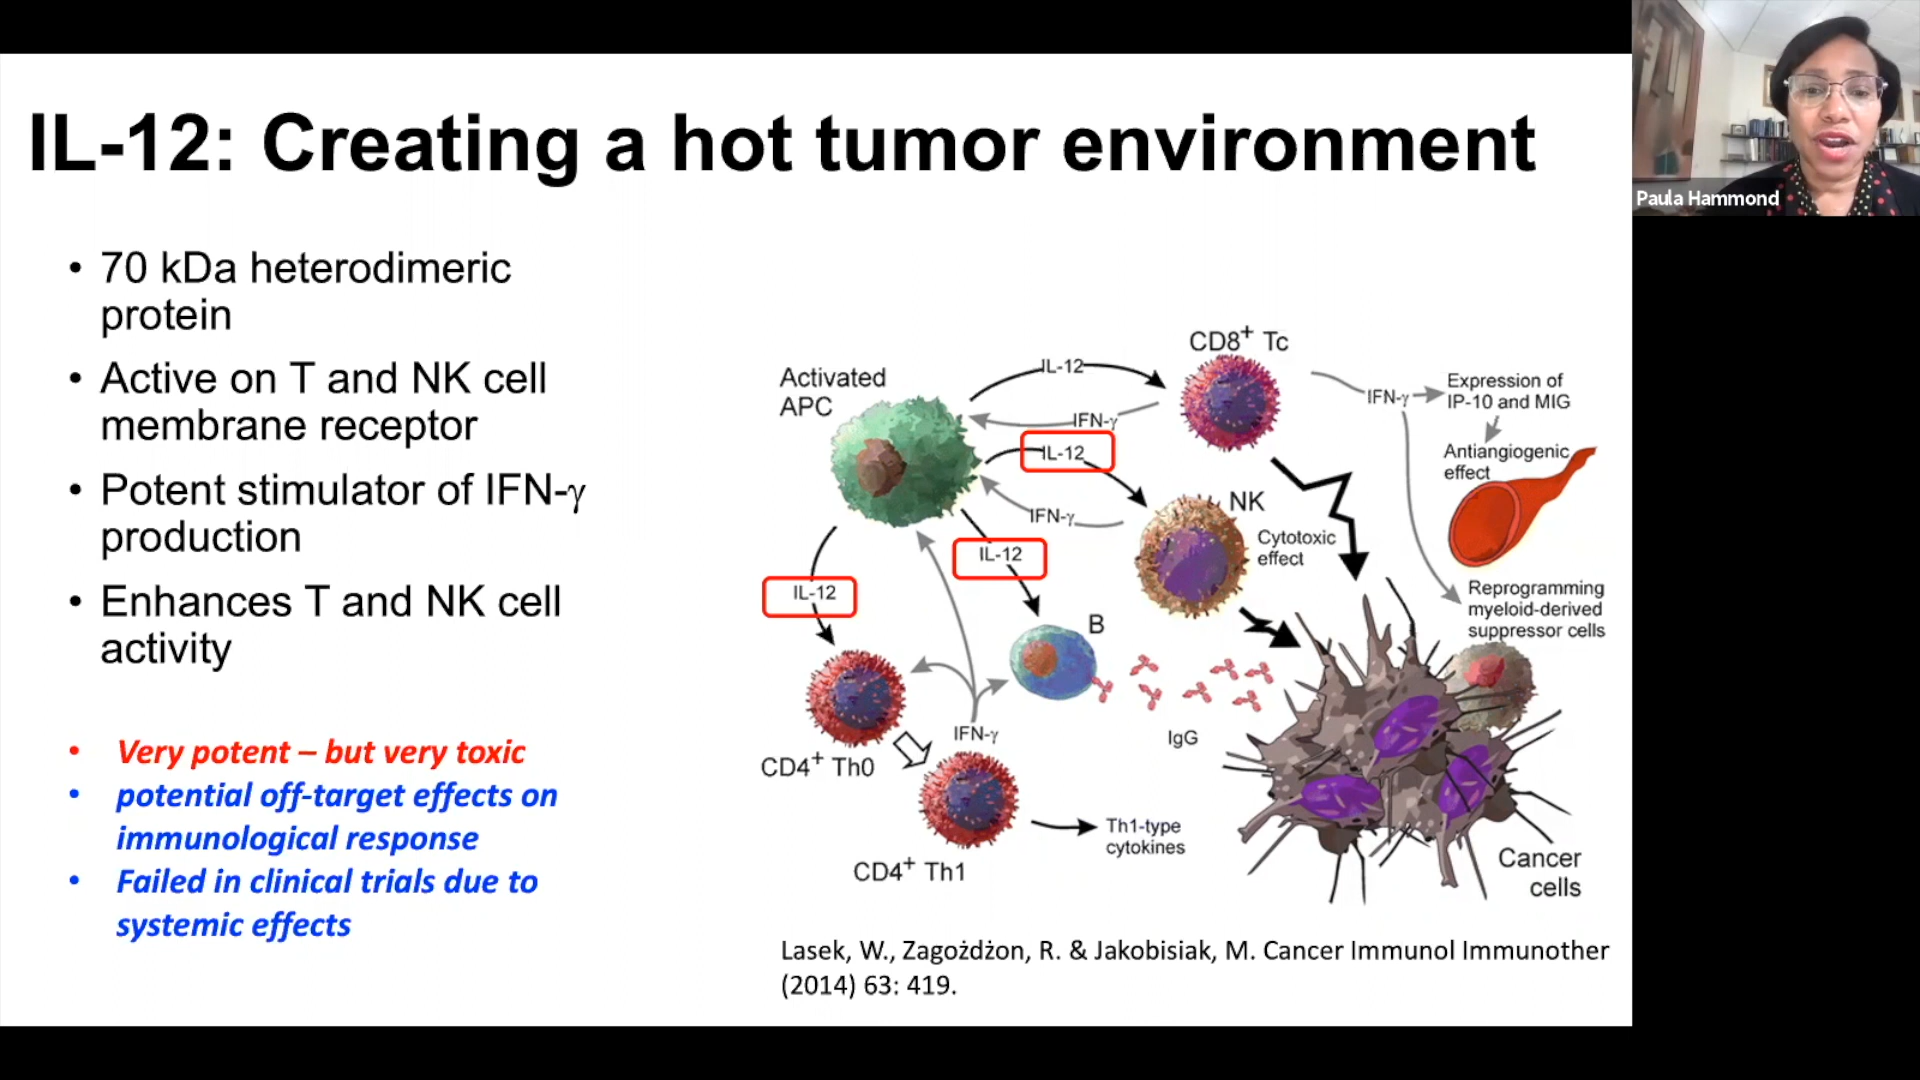 IL-12: Creating a hot tumor environment
Paula Hammond
• 70 kDa heterodimeric
protein
• Active on T and NK cell
membrane receptor
• Potent stimulator of IFN-γ
production
• Enhances T and NK cell
activity
• Very potent – but very toxic
• potential off-target effects on
immunological response
• Failed in clinical trials due to
systemic effects
Activated
APC
IL-12
CD8+ Tc
IFN-γ
IL-12
IFN-γ
IL-12
IL-12
NK
Cytotoxic
effect
IFN-γ
Expression of
IP-10 and MIG
Antiangiogenic
effect
Reprogramming
myeloid-derived
suppressor cells
B
IgG
IFN-γ
CD4+ Th0
CD4+ Th1
Th1-type
cytokines
Cancer
cells
Lasek, W., Zagożdżon, R. & Jakobisiak, M. Cancer Immunol Immunother
(2014) 63: 419.